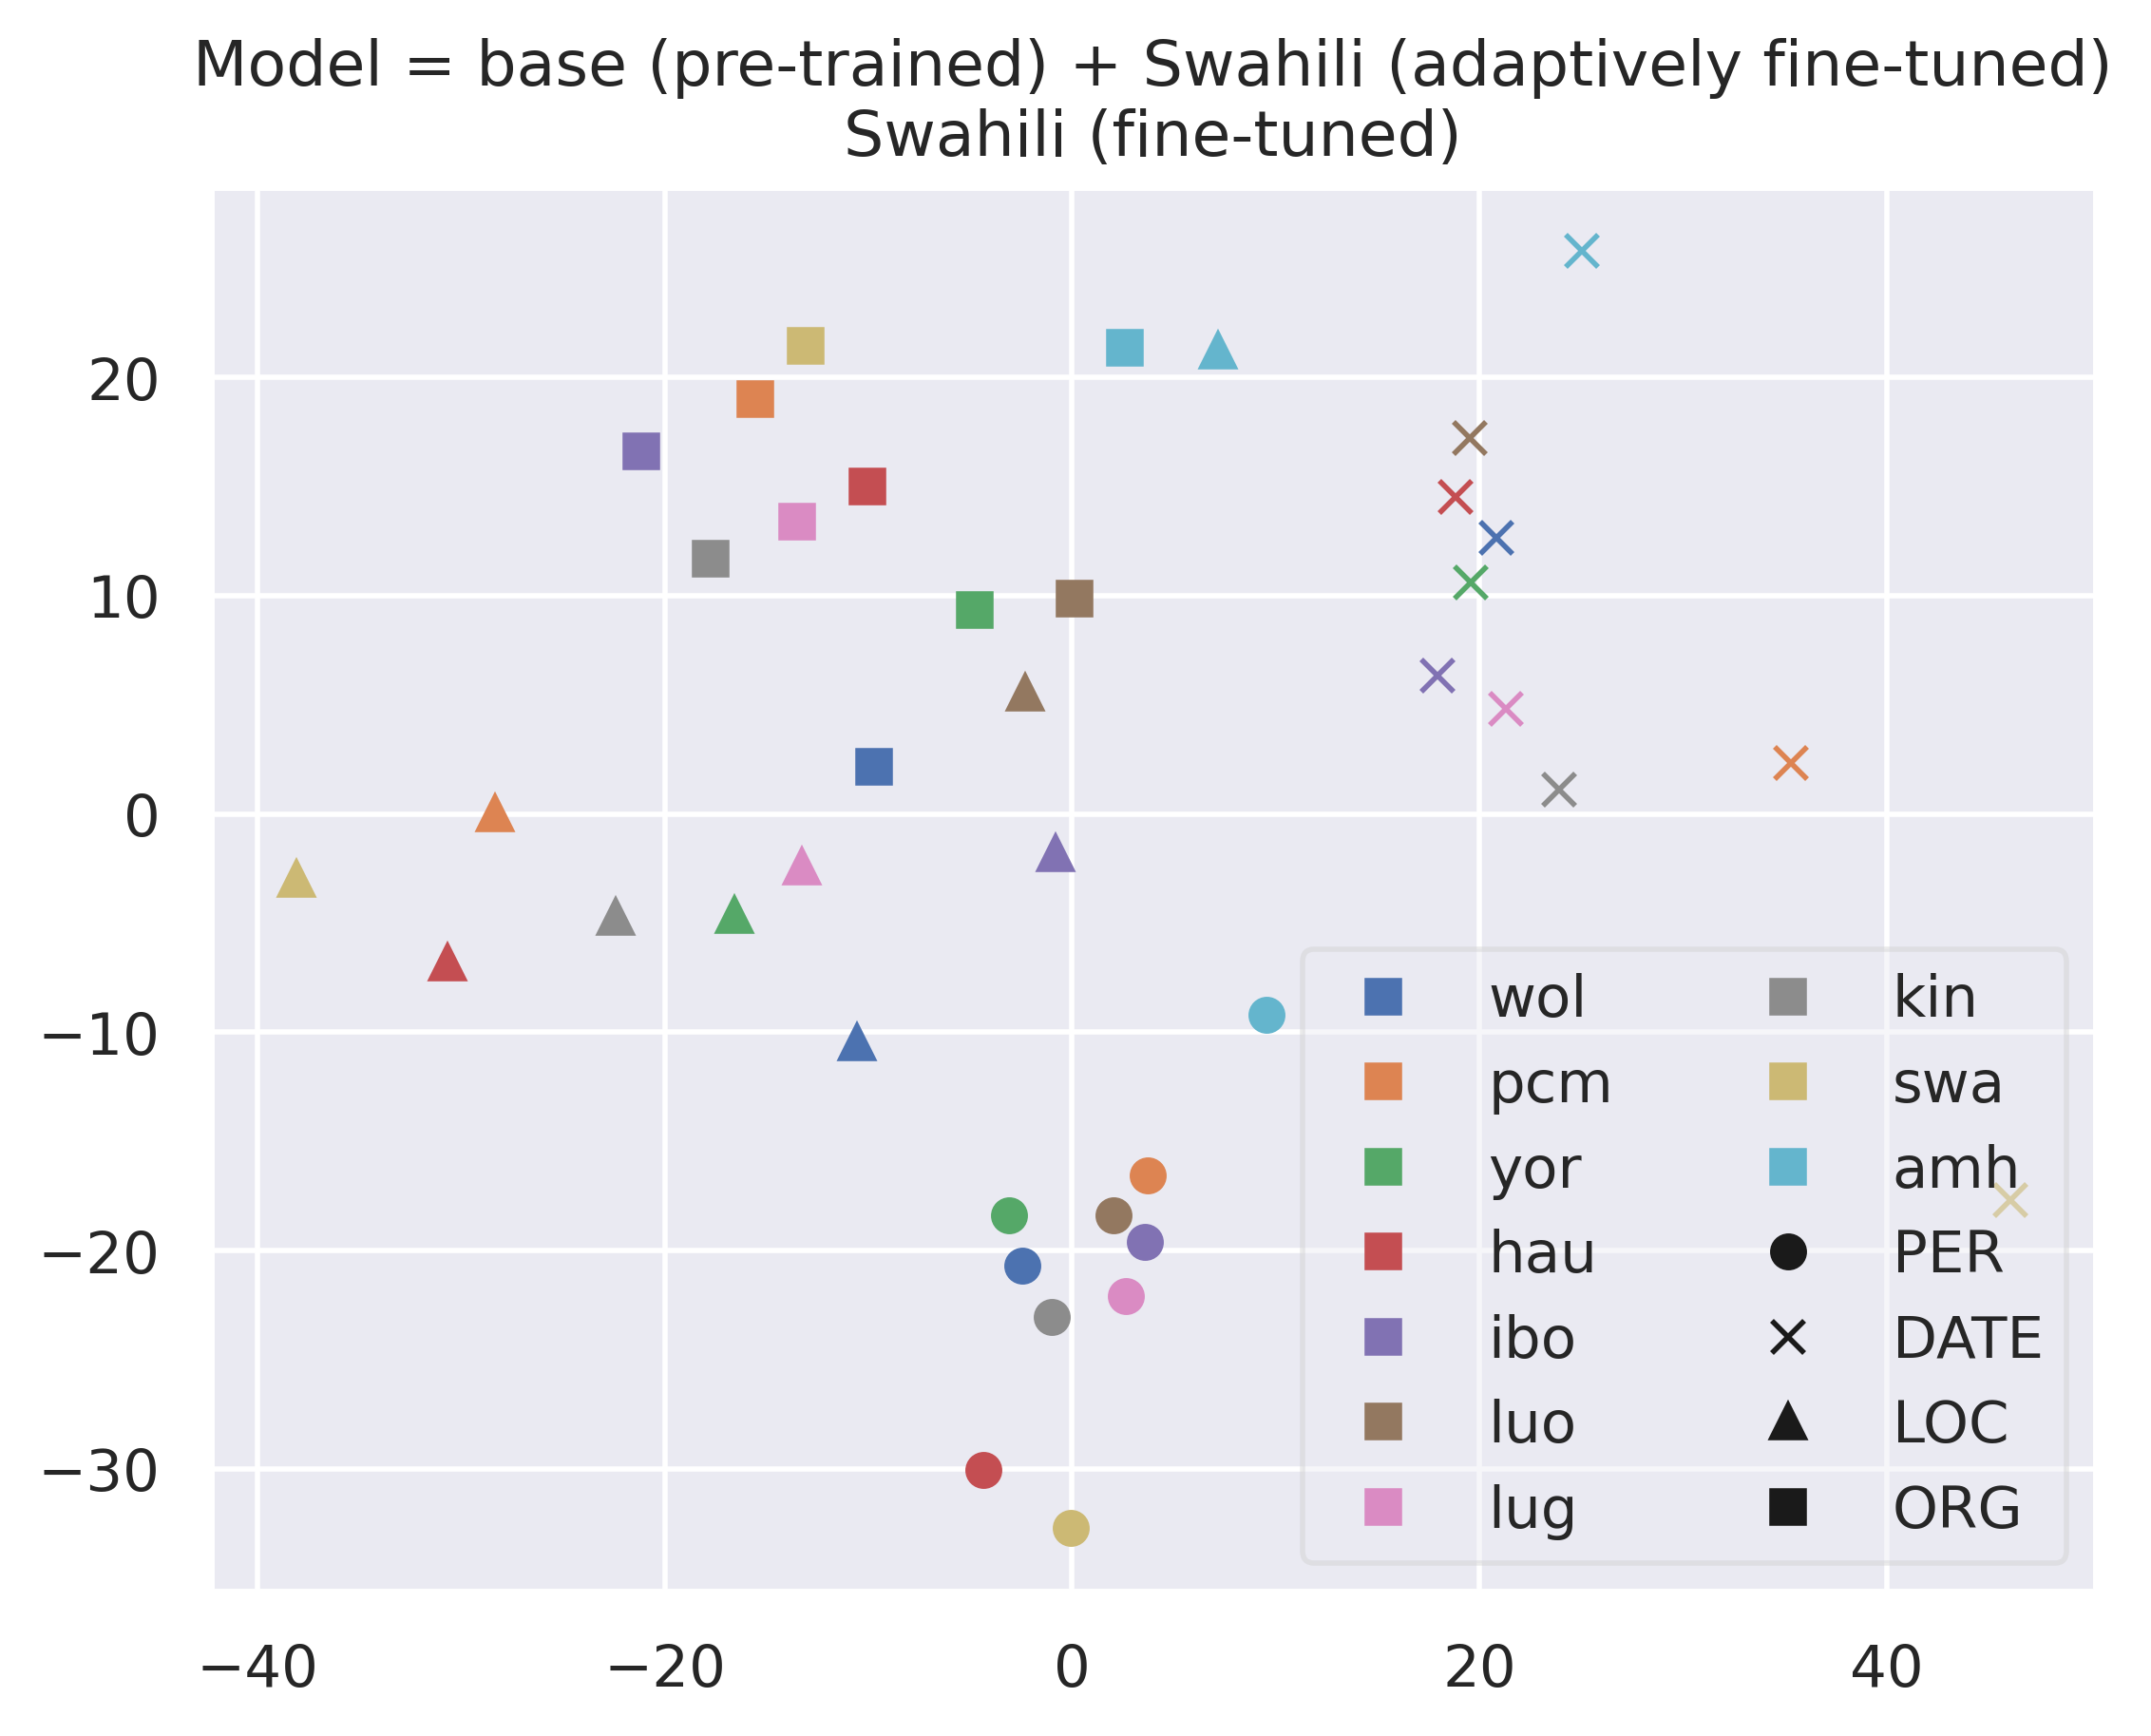 Model = base (pre-trained) + Swahili (adaptively fine-tuned)
Swahili (fine-tuned)
20
10
0
−10
−20
−30
−40
−20
0
20
40
wol
pcm
yor
hau
ibo
luo
lug
kin
swa
amh
PER
DATE
LOC
ORG